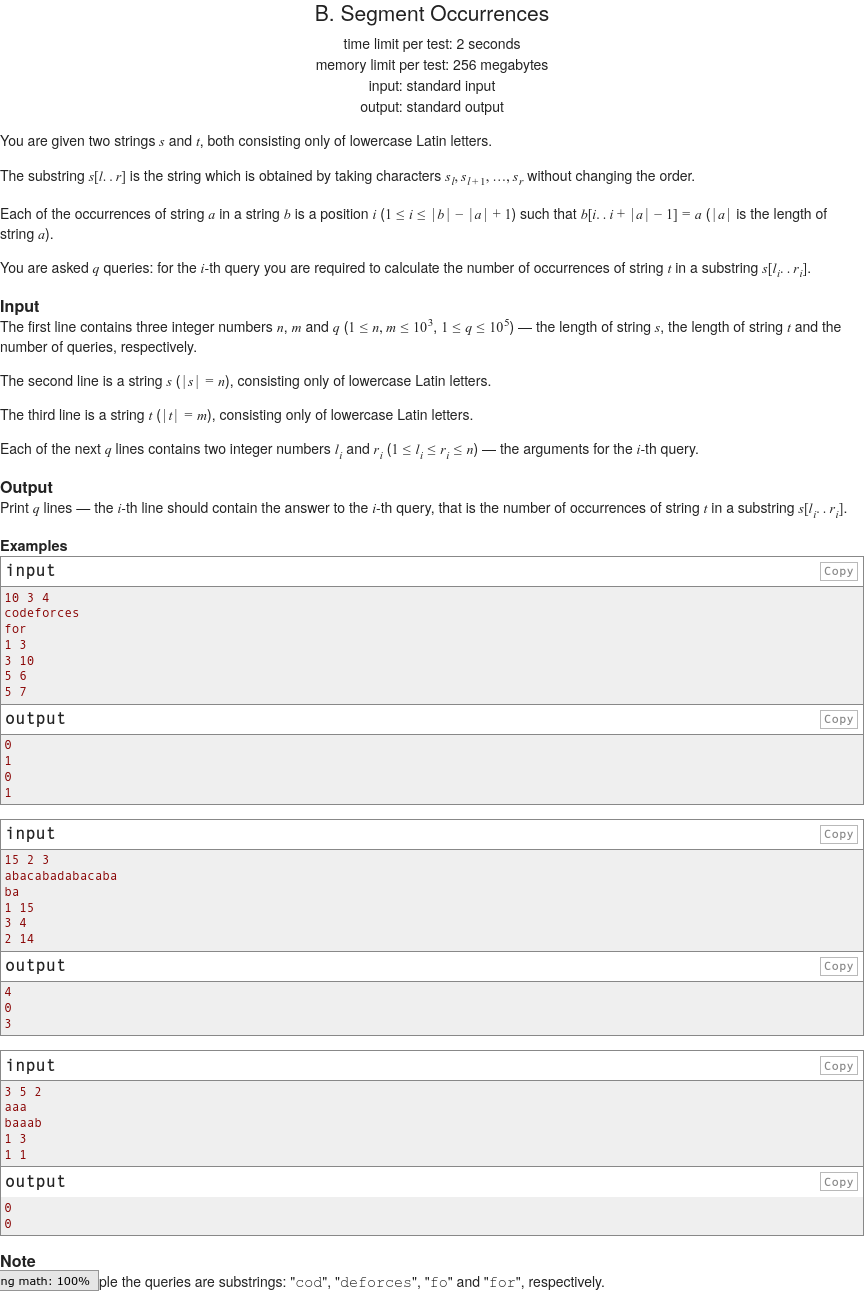 B. Segment Occurrences
time limit per test: 2 seconds
memory limit per test: 256 megabytes
input: standard input
output: standard output
You are given two strings s and t, both consisting only of lowercase Latin letters.
The substring s[l. . r] is the string which is obtained by taking characters s_l, s_{l + 1}, ..., s_r without changing the order.
Each of the occurrences of string a in a string b is a position i (1 ≤ i ≤ |b| − |a| + 1) such that b[i. . i + |a| − 1] = a (|a| is the length of
string a).
You are asked q queries: for the i-th query you are required to calculate the number of occurrences of string t in a substring s[l_i. . r_i].
Input
The first line contains three integer numbers n, m and q (1 ≤ n, m ≤ 10^3, 1 ≤ q ≤ 10^5) — the length of string s, the length of string t and the
number of queries, respectively.
The second line is a string s (|s| = n), consisting only of lowercase Latin letters.
The third line is a string t (|t| = m), consisting only of lowercase Latin letters.
Each of the next q lines contains two integer numbers l_i and r_i (1 ≤ l_i ≤ r_i ≤ n) — the arguments for the i-th query.
Output
Print q lines — the i-th line should contain the answer to the i-th query, that is the number of occurrences of string t in a substring s[l_i. . r_i].
Examples
input Copy
10 3 4
codeforces
for
1 3
3 10
5 6
5 7
output Copy
0
1
0
1
input Copy
15 2 3
abacabadabacaba
ba
1 15
3 4
2 14
output Copy
4
0
3
input Copy
3 5 2
aaa
baaab
1 3
1 1
output Copy
0
0
Note
ng math: 100% ple the queries are substrings: "cod", "deforces", "fo" and "for", respectively.